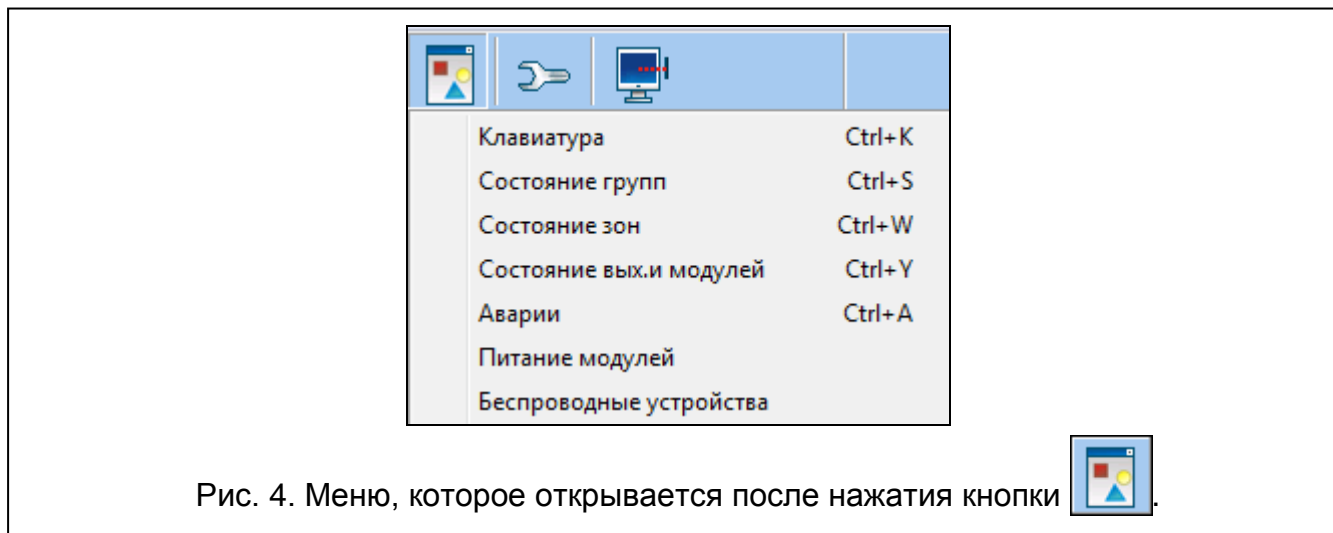 Клавиатура Ctrl+K
Состояние групп Ctrl+S
Состояние зон Ctrl+W
Состояние вых.и модулей Ctrl+Y
Аварии Ctrl+A
Питание модулей
Беспроводные устройства
Рис. 4. Меню, которое открывается после нажатия кнопки .